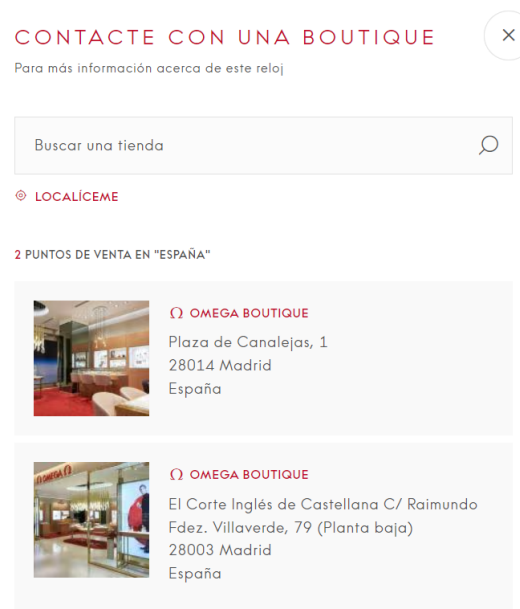 CONTACTE CON UNA BOUTIQUE
Para más información acerca de este reloj
Buscar una tienda
LOCALÍCEME
2 PUNTOS DE VENTA EN "ESPAÑA"
Ω OMEGA BOUTIQUE
Plaza de Canalejas, 1
28014 Madrid
España
Ω OMEGA
Ω OMEGA BOUTIQUE
El Corte Inglés de Castellana C/ Raimundo
Fdez. Villaverde, 79 (Planta baja)
28003 Madrid
España